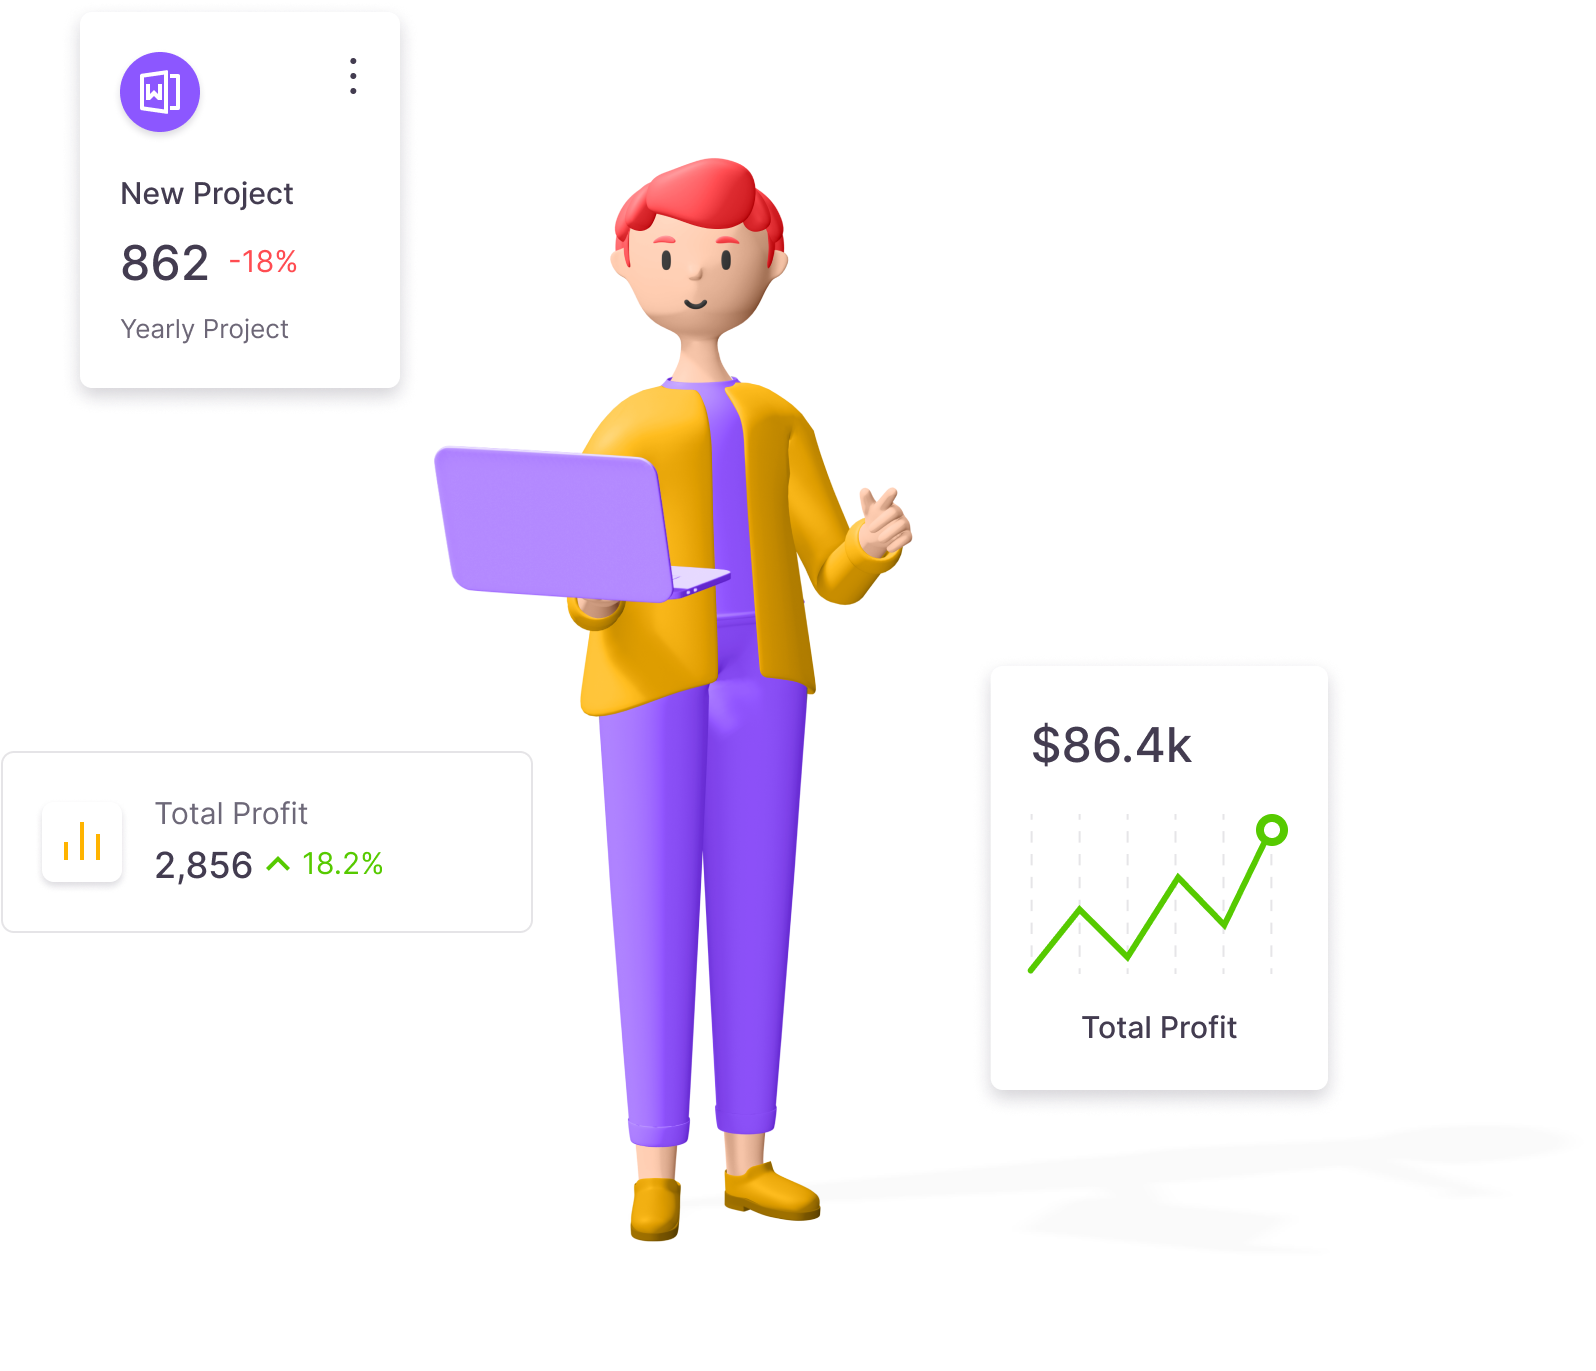 W
New Project
862 -18%
Yearly Project
Total Profit
2,856 18.2%
$86.4k
Total Profit